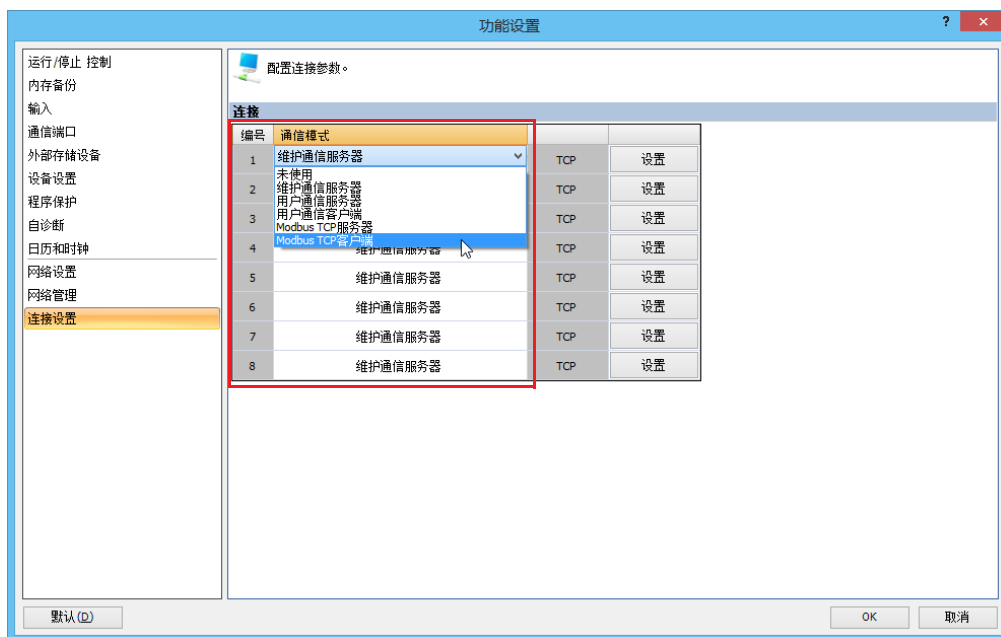 功能设置
?
×
运行/停止 控制
内存备份
输入
通信端口
外部存储设备
设备设置
程序保护
自诊断
日历和时钟
网络设置
网络管理
连接设置
配置连接参数。
连接
编号 通信模式
1 维护通信服务器 TCP 设置
未使用
维护通信服务器
用户通信服务器
用户通信客户端
Modbus TCP服务器
Modbus TCP客户端
2 TCP 设置
3 TCP 设置
4 维护通信服务器 TCP 设置
5 维护通信服务器 TCP 设置
6 维护通信服务器 TCP 设置
7 维护通信服务器 TCP 设置
8 维护通信服务器 TCP 设置
默认(D)
OK
取消